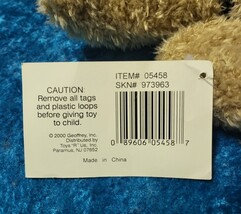 ITEM# 05458
SKN# 973963
CAUTION:
Remove all tags
and plastic loops
before giving toy
to child.
© 2000 Geoffrey, Inc.
Distributed by
Toys "R" Us, Inc.
Paramus, NJ 07652
Made in China
0 89606 05458 7